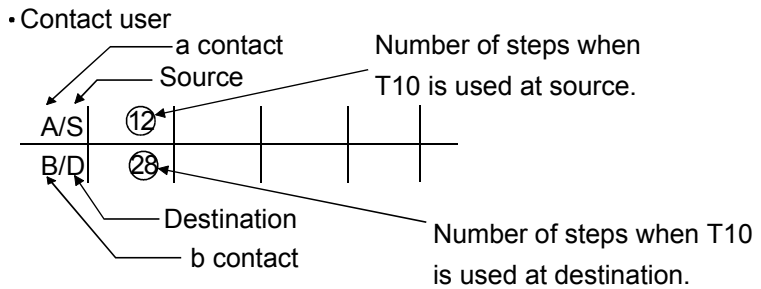 • Contact user
a contact
Source
Number of steps when
T10 is used at source.
A/S 12
B/D 28
Destination
b contact
Number of steps when T10
is used at destination.